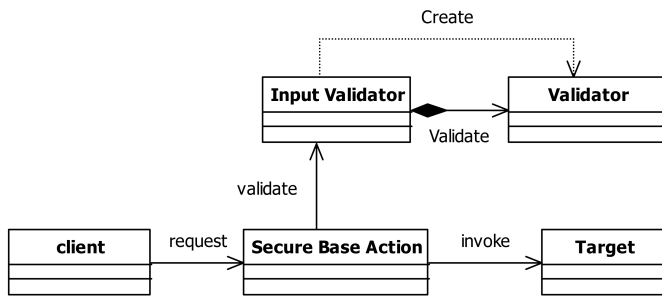 Create
Input Validator
Validator
Validate
validate
client
request
Secure Base Action
invoke
Target